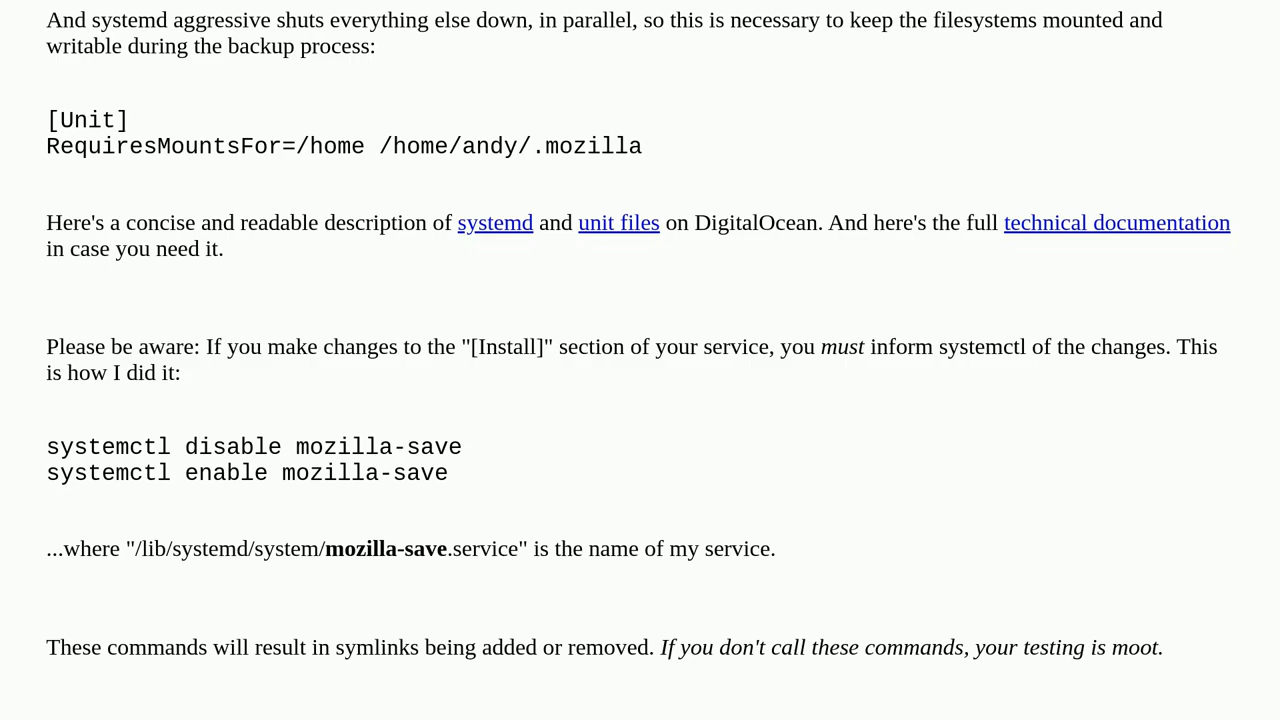 And systemd aggressive shuts everything else down, in parallel, so this is necessary to keep the filesystems mounted and
writable during the backup process:
[Unit]
RequiresMountsFor=/home /home/andy/.mozilla
Here's a concise and readable description of systemd and unit files on DigitalOcean. And here's the full technical documentation
in case you need it.
Please be aware: If you make changes to the "[Install]" section of your service, you must inform systemctl of the changes. This
is how I did it:
systemctl disable mozilla-save
systemctl enable mozilla-save
...where "/lib/systemd/system/mozilla-save.service" is the name of my service.
These commands will result in symlinks being added or removed. If you don't call these commands, your testing is moot.